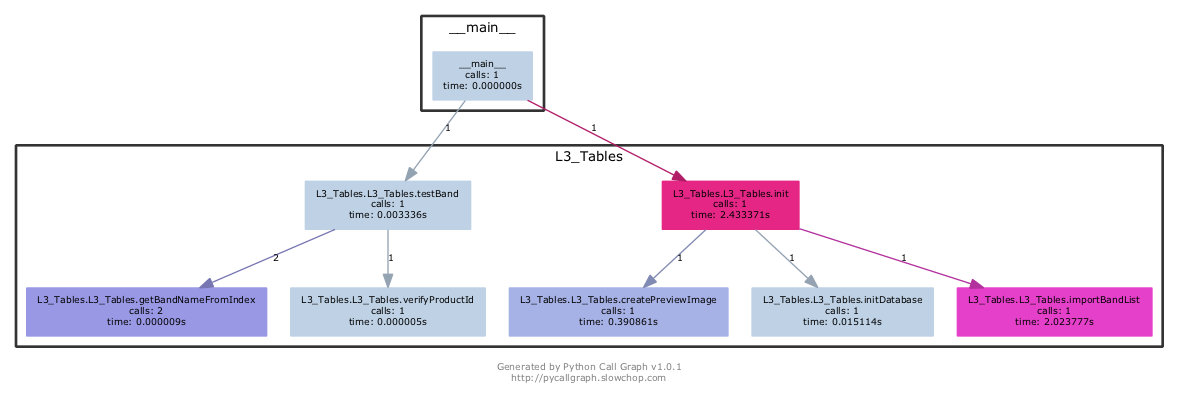 __main__
__main__
calls: 1
time: 0.000000s
1
1
L3_Tables
L3_Tables.L3_Tables.testBand
calls: 1
time: 0.003336s
L3_Tables.L3_Tables.init
calls: 1
time: 2.433371s
2
1
1
1
1
L3_Tables.L3_Tables.getBandNameFromIndex
calls: 2
time: 0.000009s
L3_Tables.L3_Tables.verifyProductId
calls: 1
time: 0.000005s
L3_Tables.L3_Tables.createPreviewImage
calls: 1
time: 0.390861s
L3_Tables.L3_Tables.initDatabase
calls: 1
time: 0.015114s
L3_Tables.L3_Tables.importBandList
calls: 1
time: 2.023777s
Generated by Python Call Graph v1.0.1
http://pycallgraph.slowchop.com